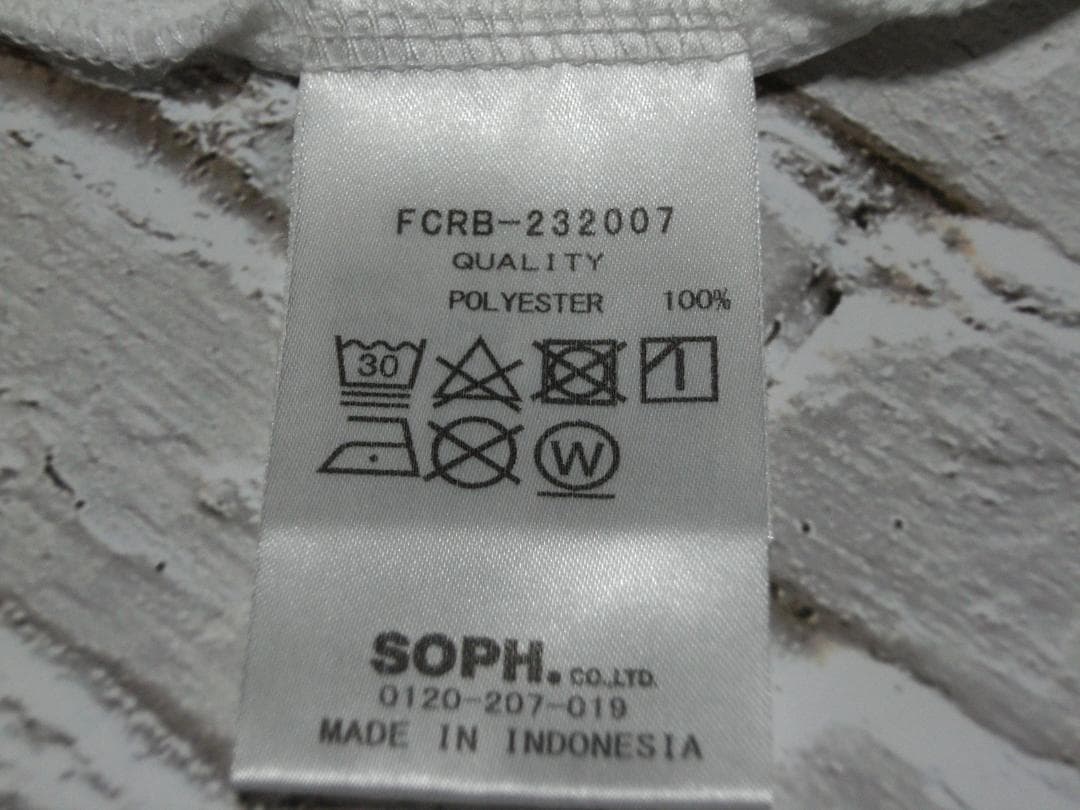 FCRB-232007
QUALITY
POLYESTER 100%
30
W
SOPH. CO.,LTD.
0120-207-019
MADE IN INDONESIA